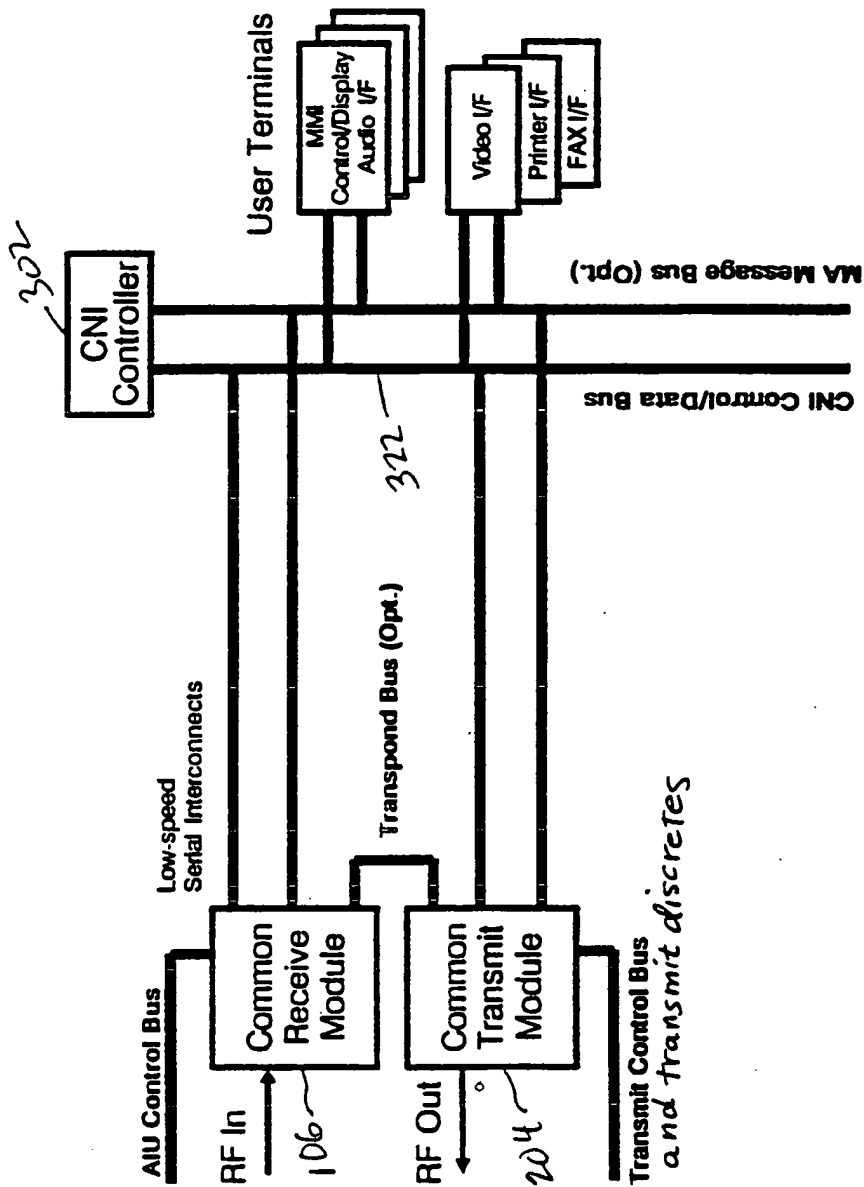 302
CNI
Controller
User Terminals
MMI
Control/Display
Audio I/F
Video I/F
Printer I/F
FAX I/F
MA Message Bus (Opt.)
CNI Control/Data Bus
322
Low-speed
Serial Interconnects
Transpond Bus (Opt.)
AIU Control Bus
RF In
Common
Receive
Module
106
RF Out
Common
Transmit
Module
204
Transmit Control Bus
and transmit discretes